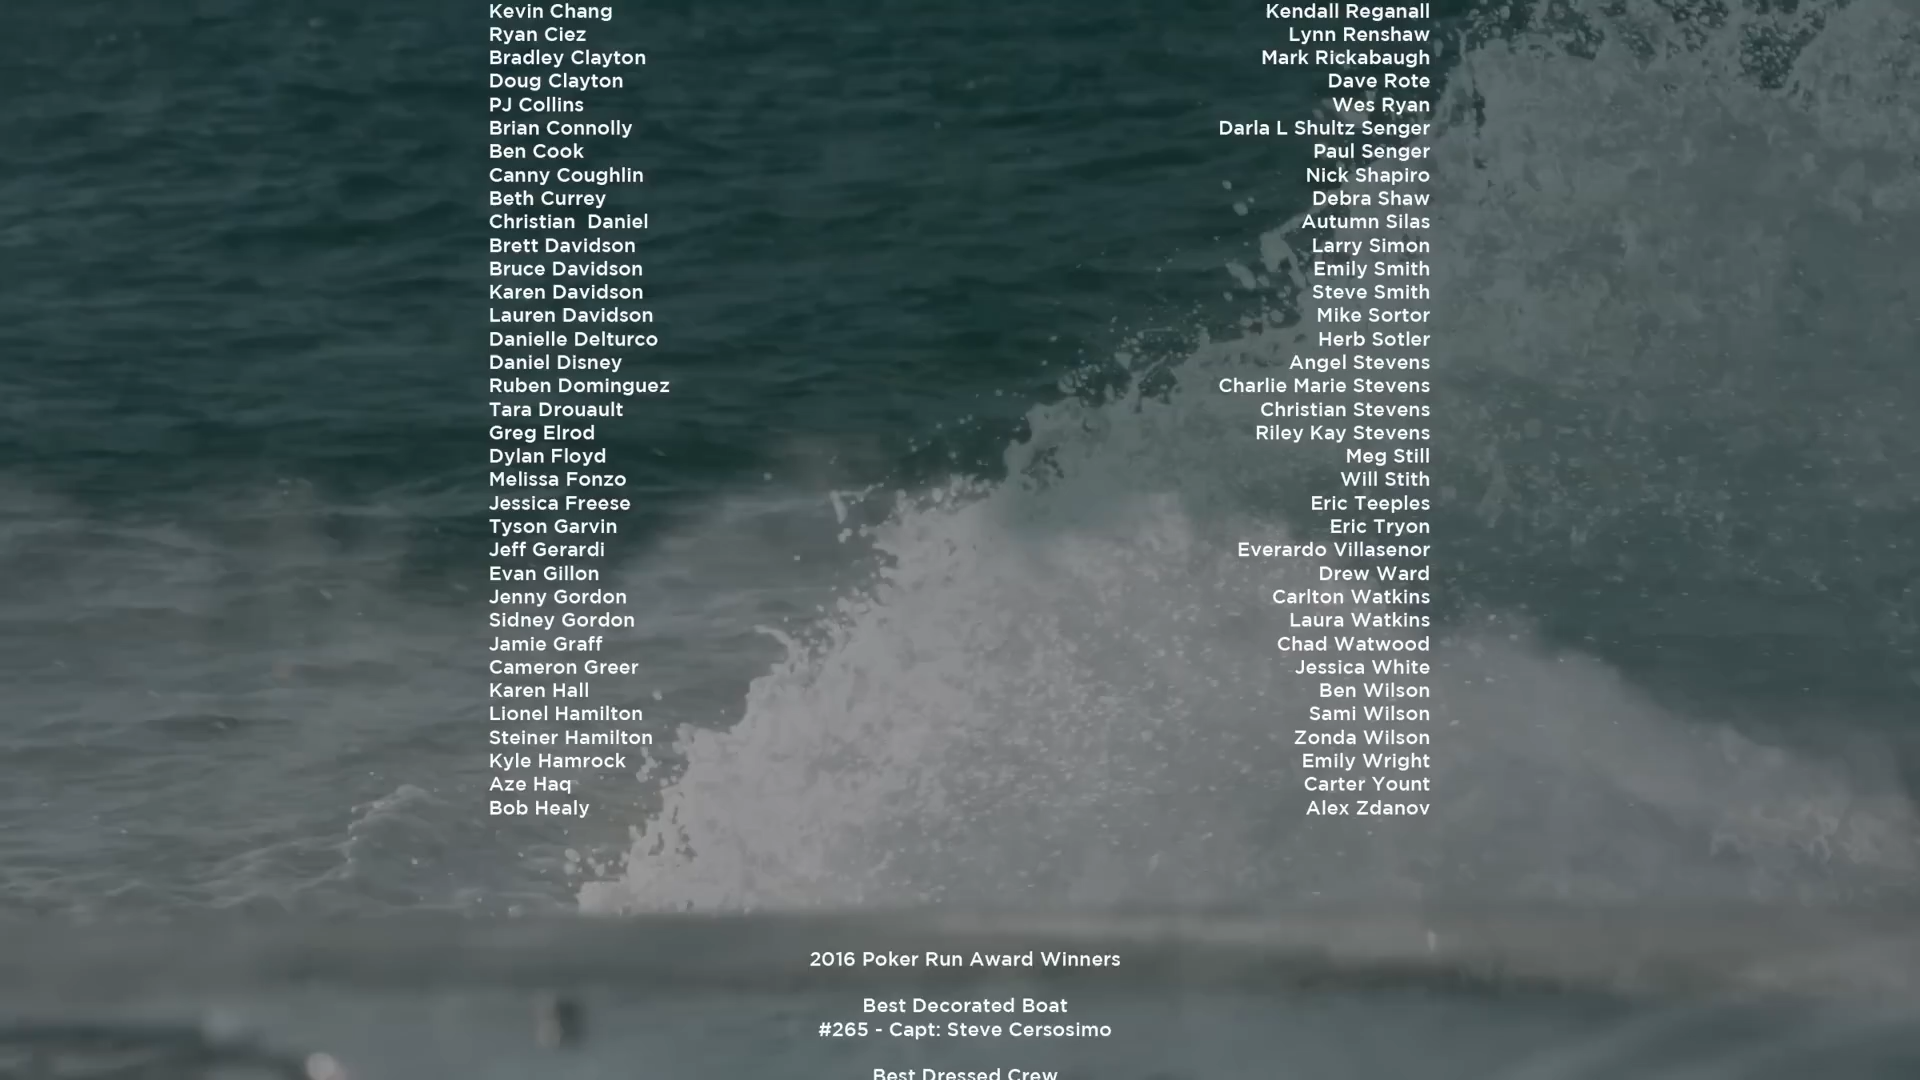 Kevin Chang
Ryan Ciez
Bradley Clayton
Doug Clayton
PJ Collins
Brian Connolly
Ben Cook
Canny Coughlin
Beth Currey
Christian  Daniel
Brett Davidson
Bruce Davidson
Karen Davidson
Lauren Davidson
Danielle Delturco
Daniel Disney
Ruben Dominguez
Tara Drouault
Greg Elrod
Dylan Floyd
Melissa Fonzo
Jessica Freese
Tyson Garvin
Jeff Gerardi
Evan Gillon
Jenny Gordon
Sidney Gordon
Jamie Graff
Cameron Greer
Karen Hall
Lionel Hamilton
Steiner Hamilton
Kyle Hamrock
Aze Haq
Bob Healy
Kendall Reganall
Lynn Renshaw
Mark Rickabaugh
Dave Rote
Wes Ryan
Darla L Shultz Senger
Paul Senger
Nick Shapiro
Debra Shaw
Autumn Silas
Larry Simon
Emily Smith
Steve Smith
Mike Sortor
Herb Sotler
Angel Stevens
Charlie Marie Stevens
Christian Stevens
Riley Kay Stevens
Meg Still
Will Stith
Eric Teeples
Eric Tryon
Everardo Villasenor
Drew Ward
Carlton Watkins
Laura Watkins
Chad Watwood
Jessica White
Ben Wilson
Sami Wilson
Zonda Wilson
Emily Wright
Carter Yount
Alex Zdanov
2016 Poker Run Award Winners
Best Decorated Boat
#265 - Capt: Steve Cersosimo
Best Dressed Crew